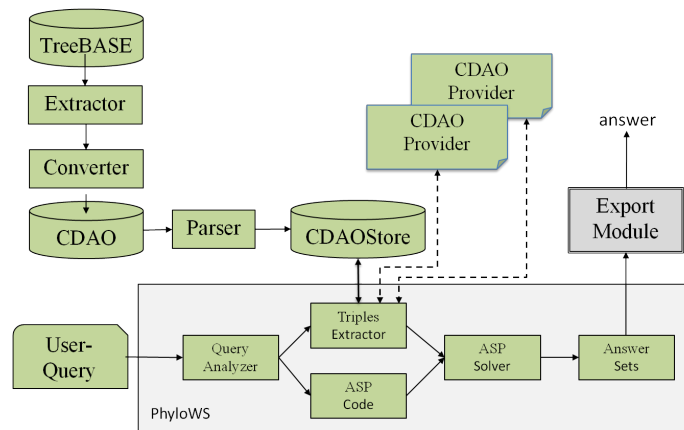 TreeBASE
Extractor
Converter
CDAO
Parser
CDAOStore
CDAO
Provider
CDAO
Provider
answer
Export
Module
User-
Query
Query
Analyzer
Triples
Extractor
ASP
Code
ASP
Solver
Answer
Sets
PhyloWS